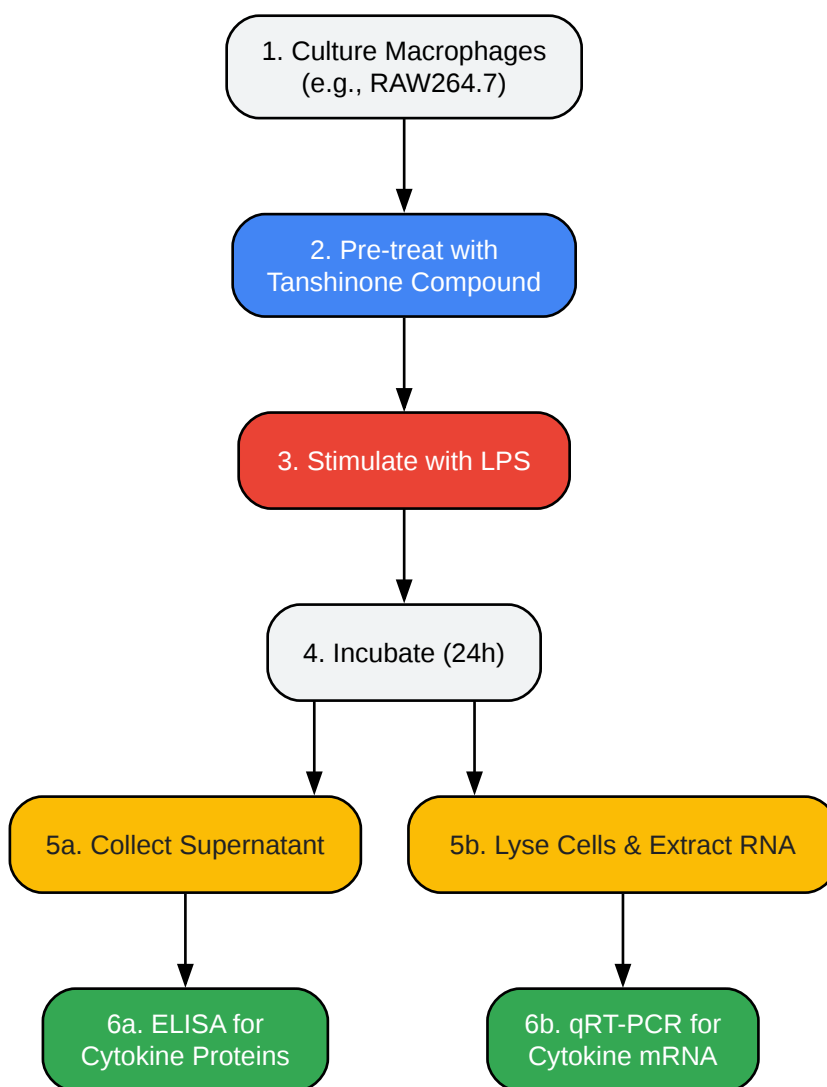 1. Culture Macrophages
(e.g., RAW264.7)
2. Pre-treat with
Tanshinone Compound
3. Stimulate with LPS
4. Incubate (24h)
5a. Collect Supernatant
5b. Lyse Cells & Extract RNA
6a. ELISA for
Cytokine Proteins
6b. qRT-PCR for
Cytokine mRNA